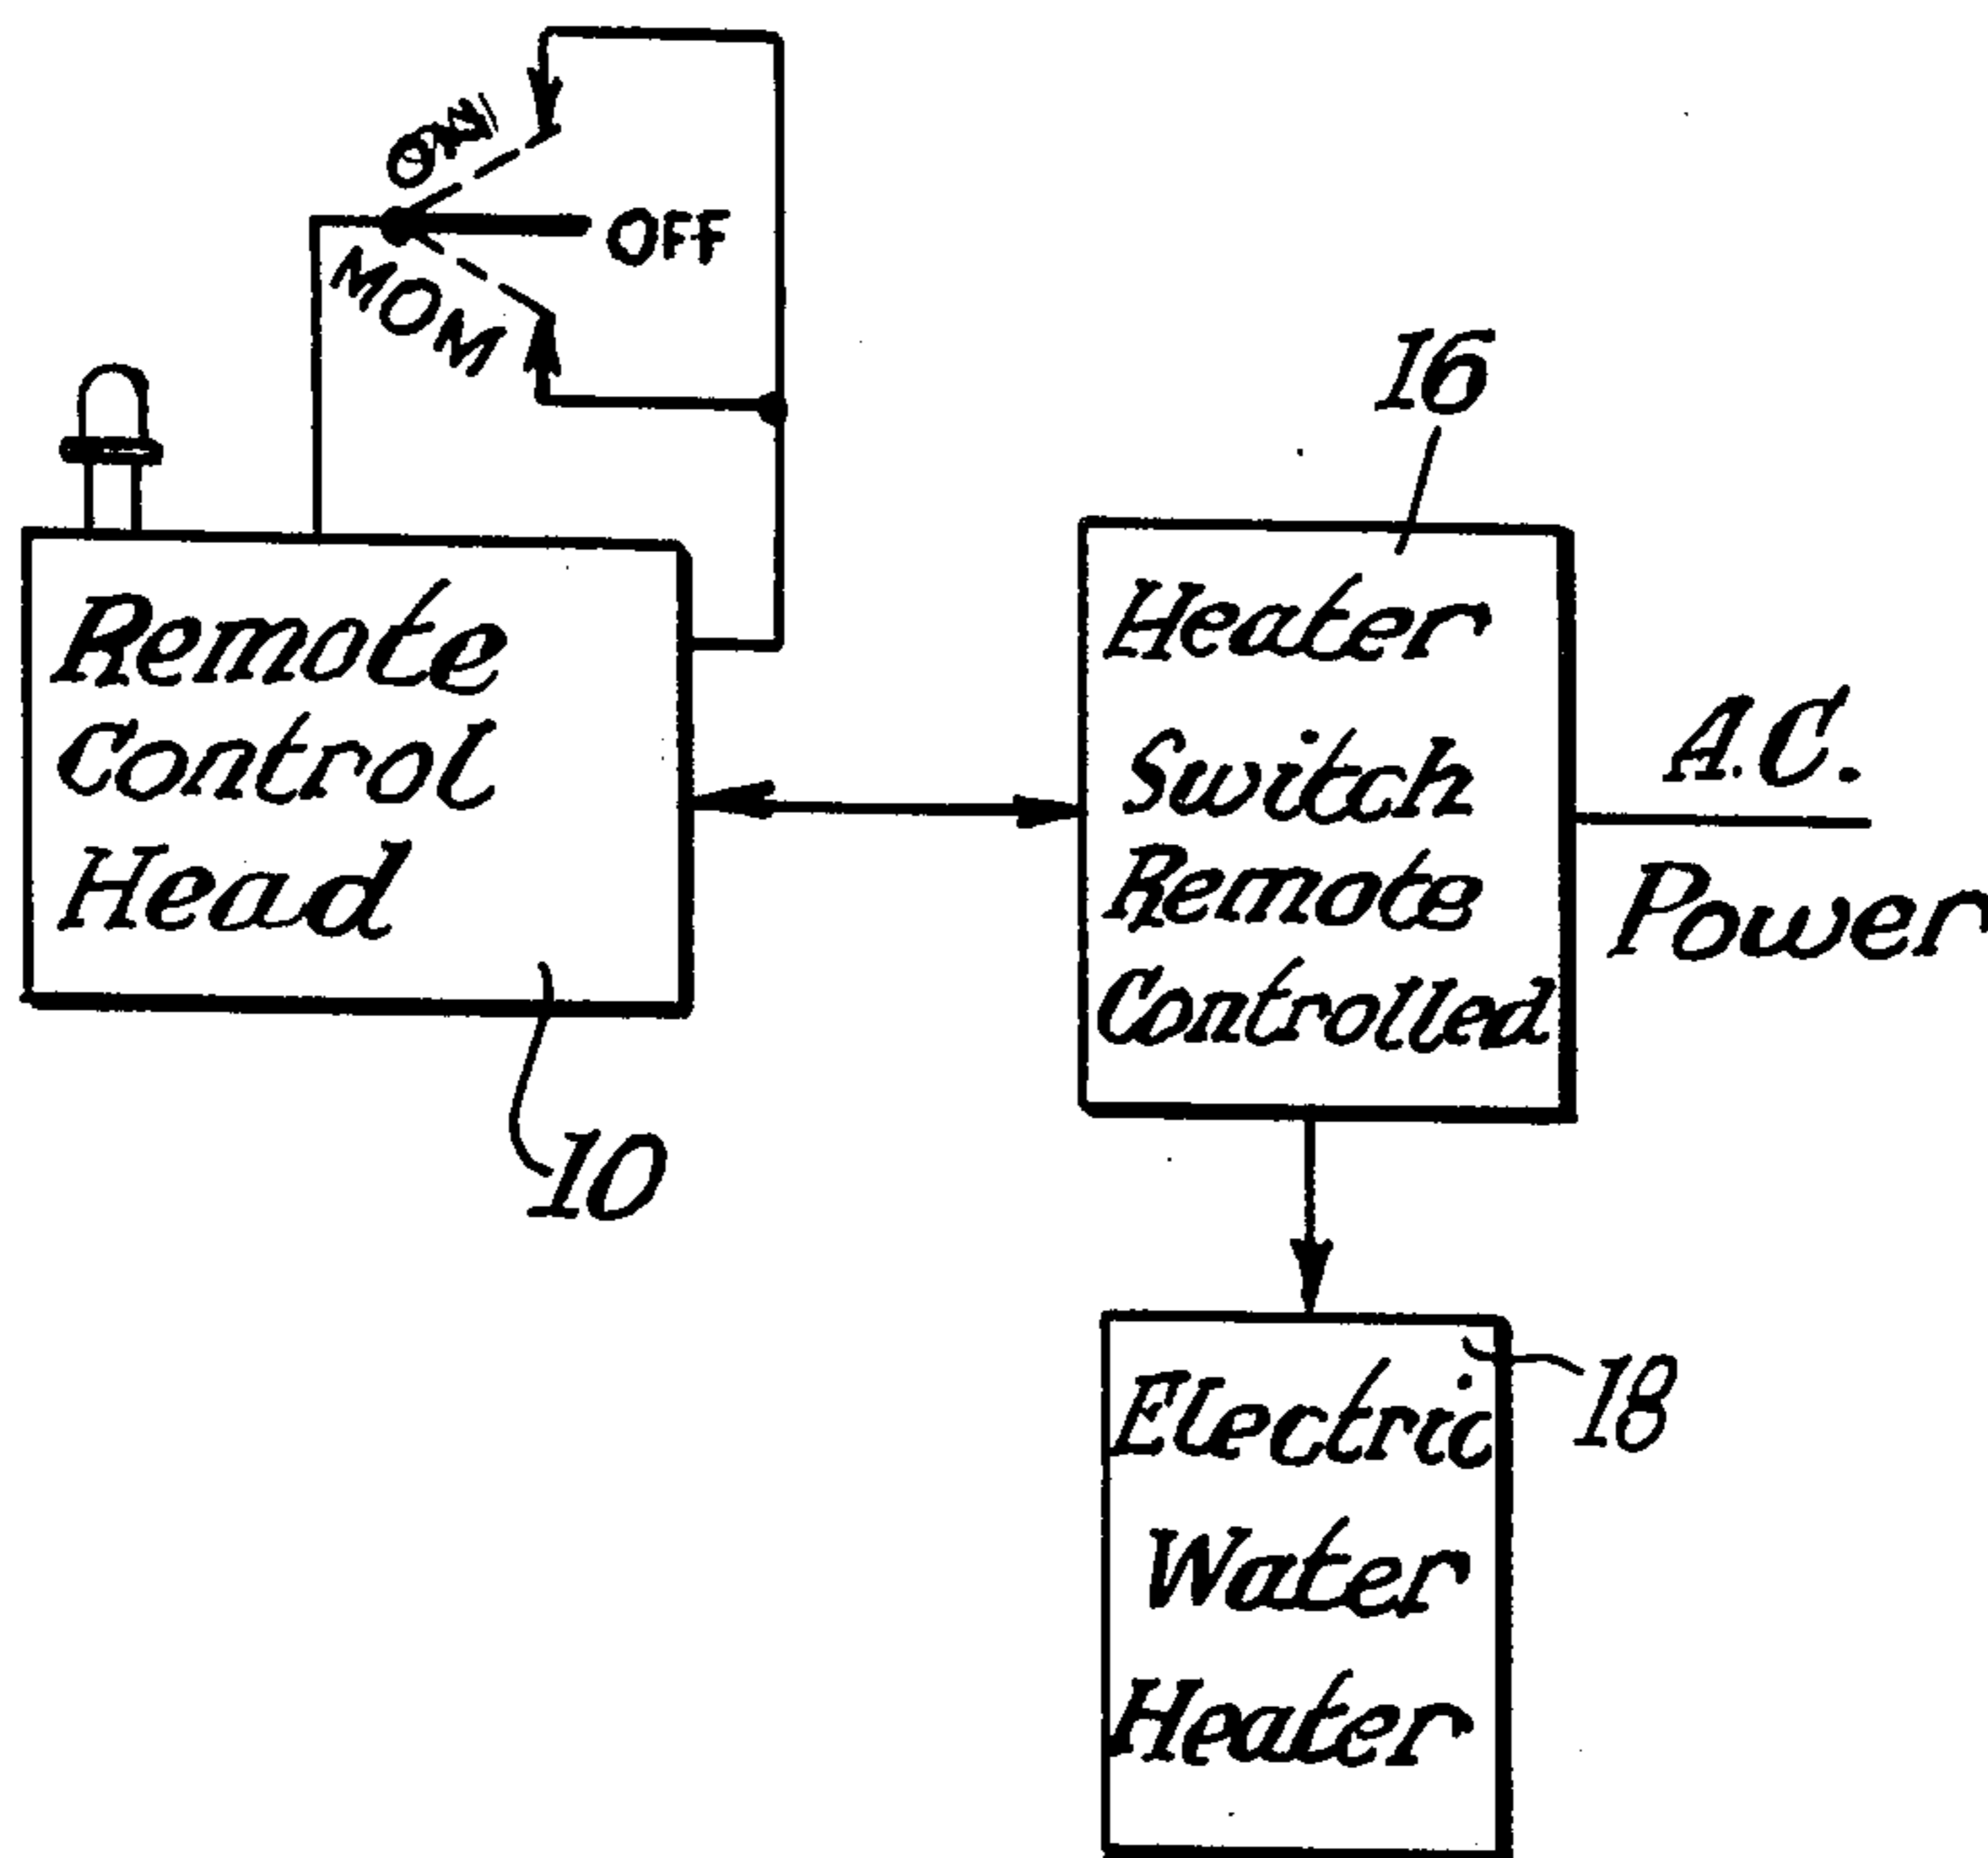 ON
OFF
MOM
16
Remote
Control
Head
10
Heater
Switch
Remote
Controlled
A.C.
Power
Electric
Water
Heater
18